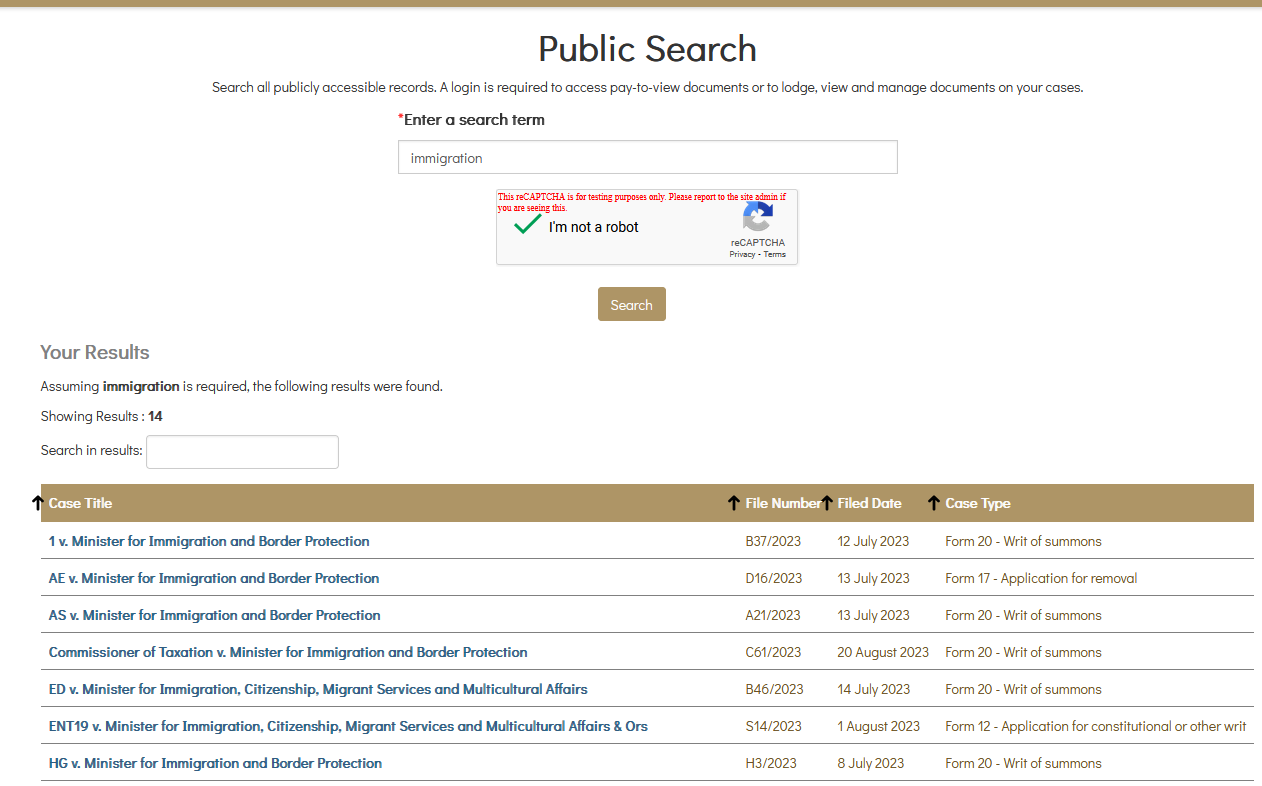 Public Search
Search all publicly accessible records. A login is required to access pay-to-view documents or to lodge, view and manage documents on your cases.
*Enter a search term
immigration
This reCAPTCHA is for testing purposes only. Please report to the site admin if
you are seeing this.
I'm not a robot
reCAPTCHA
Privacy - Terms
Search
Your Results
Assuming immigration is required, the following results were found.
Showing Results : 14
Search in results:
Case Title File Number Filed Date Case Type
1 v. Minister for Immigration and Border Protection B37/2023 12 July 2023 Form 20 - Writ of summons
AE v. Minister for Immigration and Border Protection D16/2023 13 July 2023 Form 17 - Application for removal
AS v. Minister for Immigration and Border Protection A21/2023 13 July 2023 Form 20 - Writ of summons
Commissioner of Taxation v. Minister for Immigration and Border Protection C61/2023 20 August 2023 Form 20 - Writ of summons
ED v. Minister for Immigration, Citizenship, Migrant Services and Multicultural Affairs B46/2023 14 July 2023 Form 20 - Writ of summons
ENT19 v. Minister for Immigration, Citizenship, Migrant Services and Multicultural Affairs & Ors S14/2023 1 August 2023 Form 12 - Application for constitutional or other writ
HG v. Minister for Immigration and Border Protection H3/2023 8 July 2023 Form 20 - Writ of summons